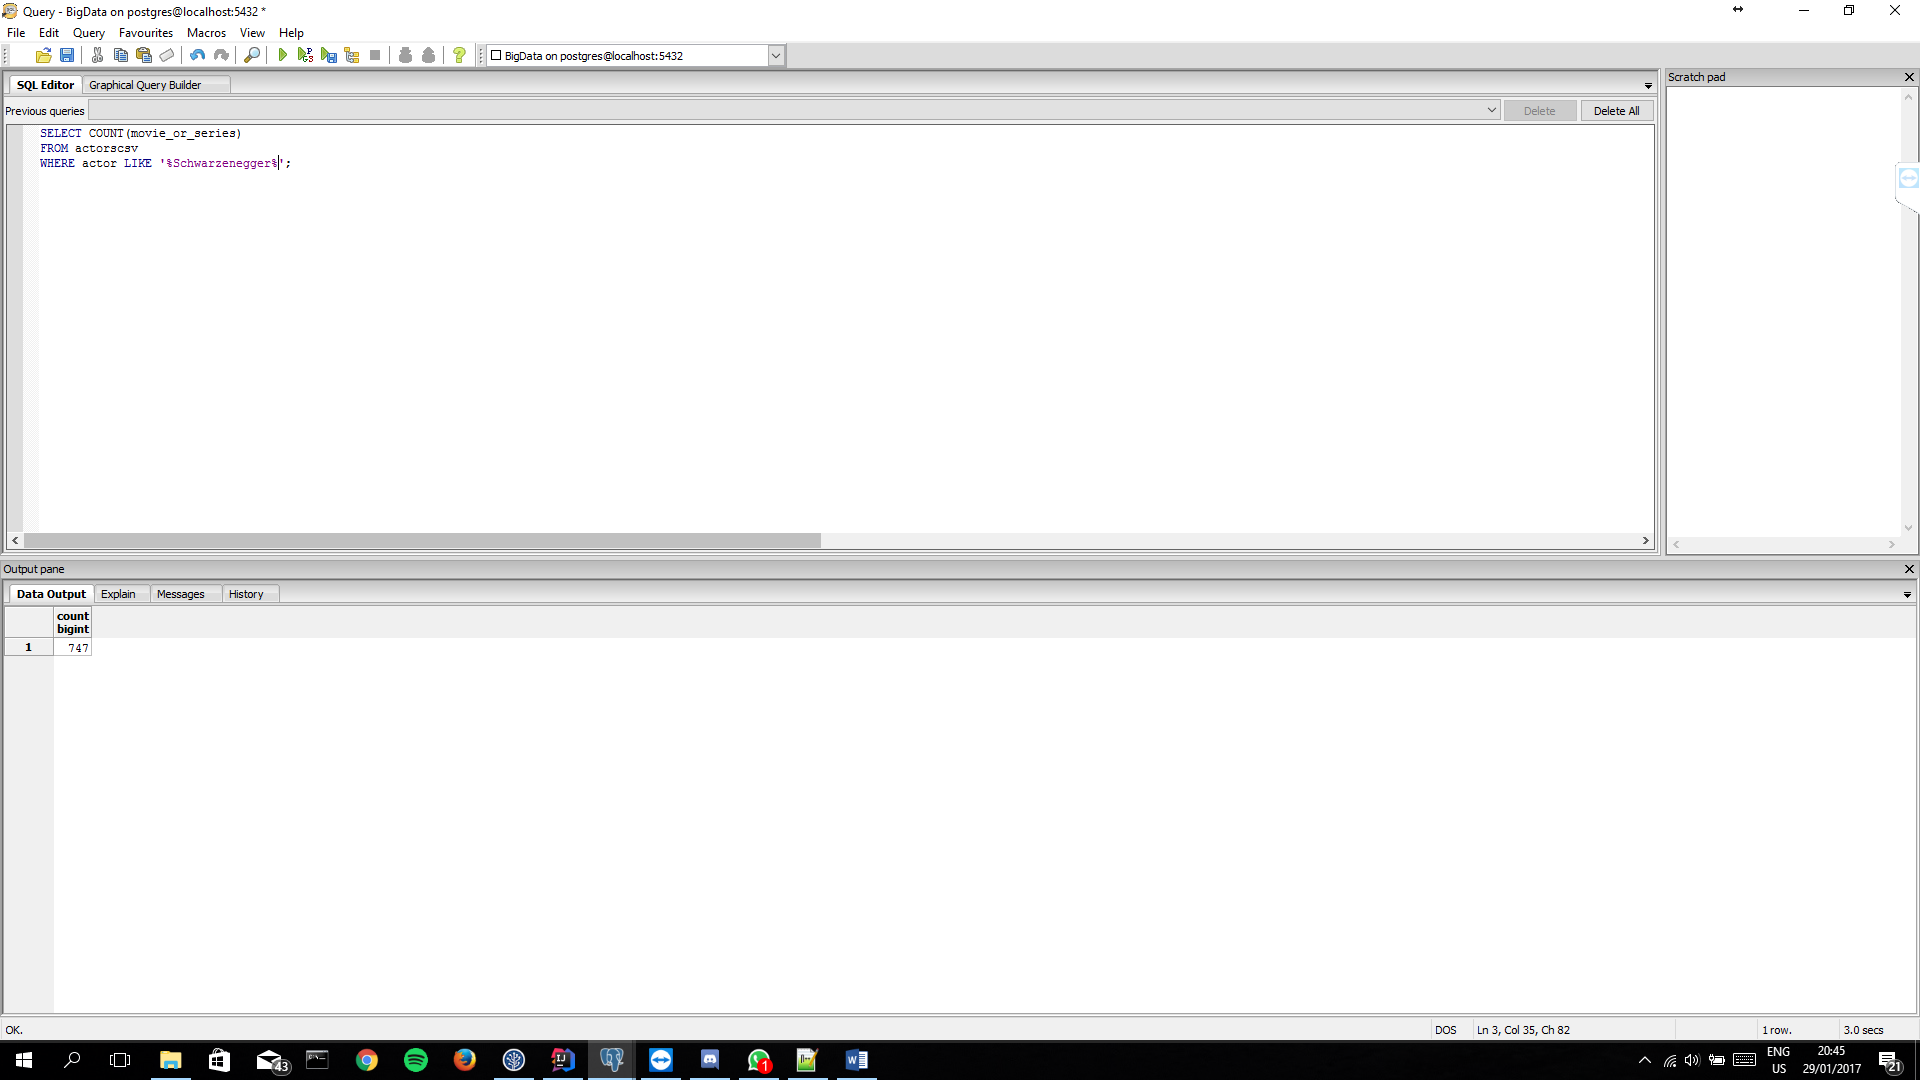 Query - BigData on postgres@localhost:5432 *
File Edit Query Favourites Macros View Help
BigData on postgres@localhost:5432
SQL Editor Graphical Query Builder
Scratch pad
Previous queries Delete Delete All
SELECT COUNT(movie_or_series)
FROM actorscsv
WHERE actor LIKE '%Schwarzenegger%';
Output pane
Data Output Explain Messages History
count
bigint
1 747
OK. DOS Ln 3, Col 35, Ch 82 1 row. 3.0 secs
43 1 ENG 20:45
US 29/01/2017 21